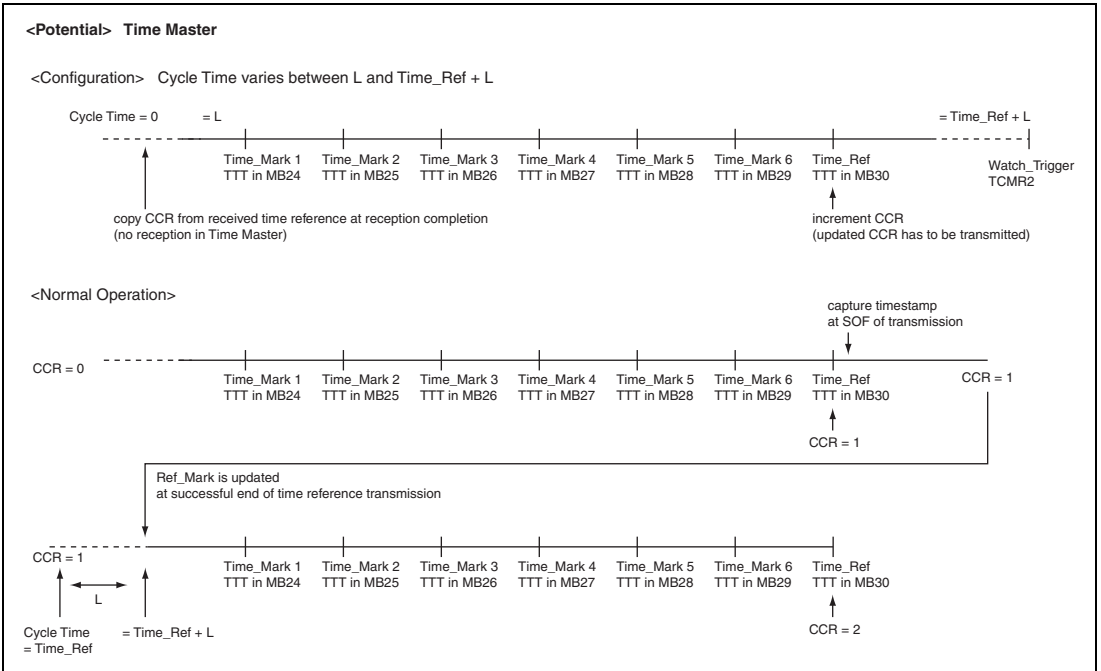 <Potential> Time Master
<Configuration> Cycle Time varies between L and Time_Ref + L
Cycle Time = 0 = L = Time_Ref + L
Time_Mark 1 Time_Mark 2 Time_Mark 3 Time_Mark 4 Time_Mark 5 Time_Mark 6 Time_Ref
TTT in MB24 TTT in MB25 TTT in MB26 TTT in MB27 TTT in MB28 TTT in MB29 TTT in MB30
Watch_Trigger
TCMR2
copy CCR from received time reference at reception completion
(no reception in Time Master)
increment CCR
(updated CCR has to be transmitted)
<Normal Operation>
capture timestamp
at SOF of transmission
CCR = 0
Time_Mark 1 Time_Mark 2 Time_Mark 3 Time_Mark 4 Time_Mark 5 Time_Mark 6 Time_Ref
TTT in MB24 TTT in MB25 TTT in MB26 TTT in MB27 TTT in MB28 TTT in MB29 TTT in MB30
CCR = 1
CCR = 1
Ref_Mark is updated
at successful end of time reference transmission
CCR = 1
Time_Mark 1 Time_Mark 2 Time_Mark 3 Time_Mark 4 Time_Mark 5 Time_Mark 6 Time_Ref
TTT in MB24 TTT in MB25 TTT in MB26 TTT in MB27 TTT in MB28 TTT in MB29 TTT in MB30
L
Cycle Time
= Time_Ref
= Time_Ref + L
CCR = 2